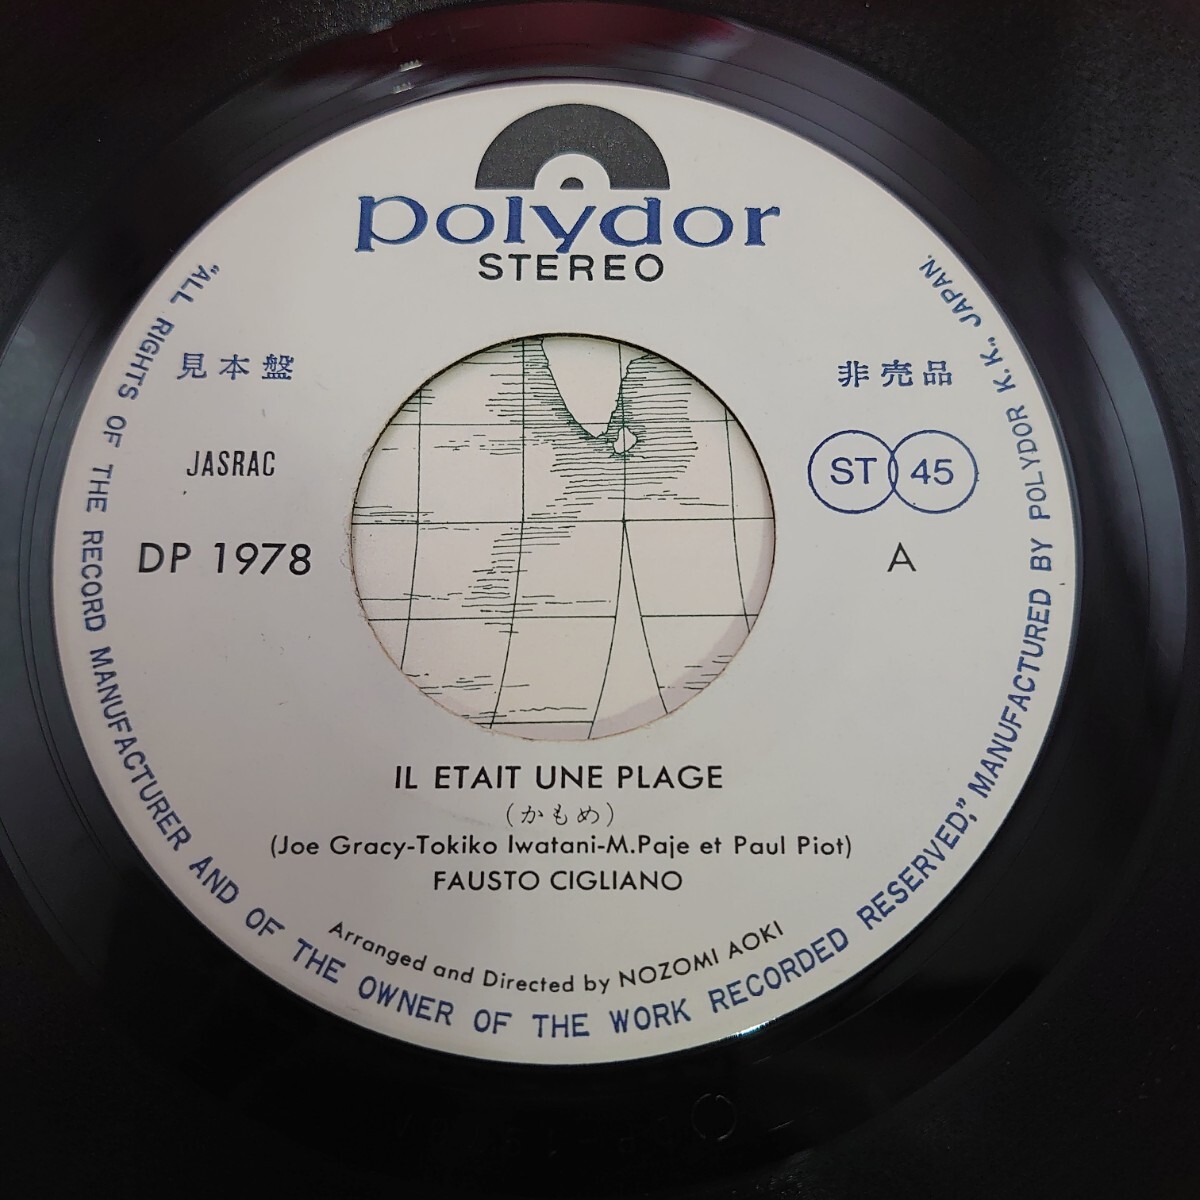 polydor
STEREO
見本盤
非売品
JASRAC
ST 45
DP 1978
A
IL ETAIT UNE PLAGE
(かもめ)
(Joe Gracy-Tokiko Iwatani-M.Paje et Paul Piot)
FAUSTO CIGLIANO
Arranged and Directed by NOZOMI AOKI
"ALL RIGHTS OF THE RECORD MANUFACTURER AND OF THE OWNER OF THE WORK RECORDED RESERVED," MANUFACTURED BY POLYDOR K.K., JAPAN.